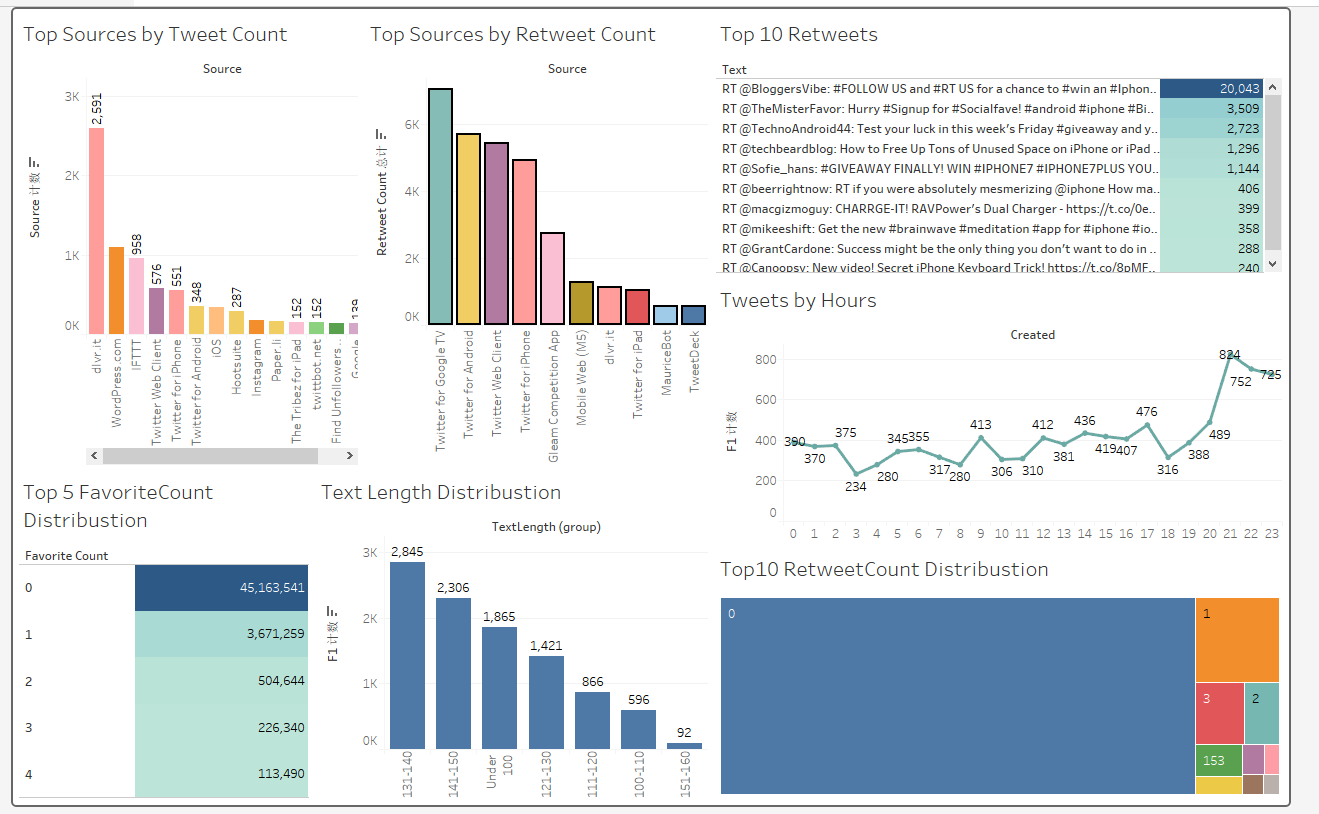 Top Sources by Tweet Count
Source
Source 计数
3K
2K
1K
0K
2,591
958
576
551
348
287
152
152
139
dlvr.it
WordPress.com
IFTTT
Twitter Web Client
Twitter for iPhone
Twitter for Android
iOS
Hootsuite
Instagram
Paper.li
The Tribez for iPad
twittbot.net
Find Unfollowers..
Google
Top Sources by Retweet Count
Source
Retweet Count 总计
6K
4K
2K
0K
Twitter for Google TV
Twitter for Android
Twitter Web Client
Twitter for iPhone
Gleam Competition App
Mobile Web (M5)
dlvr.it
Twitter for iPad
MauriceBot
TweetDeck
Top 10 Retweets
Text
RT @BloggersVibe: #FOLLOW US and #RT US for a chance to #win an #Iphon.. 20,043
RT @TheMisterFavor: Hurry #Signup for #Socialfave! #android #iphone #Bi.. 3,509
RT @TechnoAndroid44: Test your luck in this week's Friday #giveaway and y.. 2,723
RT @techbeardblog: How to Free Up Tons of Unused Space on iPhone or iPad .. 1,296
RT @Sofie_hans: #GIVEAWAY FINALLY! WIN #IPHONE7 #IPHONE7PLUS YOU.. 1,144
RT @beerrightnow: RT if you were absolutely mesmerizing @iphone How ma.. 406
RT @macgizmoguy: CHARRGE-IT! RAVPower's Dual Charger - https://t.co/0e.. 399
RT @mikeeshift: Get the new #brainwave #meditation #app for #iphone #io.. 358
RT @GrantCardone: Success might be the only thing you don't want to do in .. 288
RT @Canoopsy: New video! Secret iPhone Keyboard Trick! https://t.co/8pMF.. 240
Tweets by Hours
Created
F1 计数
800
600
400
200
0
390
370
375
234
280
345
355
317
280
413
306
310
412
381
436
419
407
476
316
388
489
824
752
725
0 1 2 3 4 5 6 7 8 9 10 11 12 13 14 15 16 17 18 19 20 21 22 23
Top 5 FavoriteCount
Distribustion
Favorite Count
0 45,163,541
1 3,671,259
2 504,644
3 226,340
4 113,490
Text Length Distribustion
TextLength (group)
F1 计数
3K
2K
1K
0K
2,845
2,306
1,865
1,421
866
596
92
131-140
141-150
Under
100
121-130
111-120
100-110
151-160
Top10 RetweetCount Distribustion
0
1
3
2
153